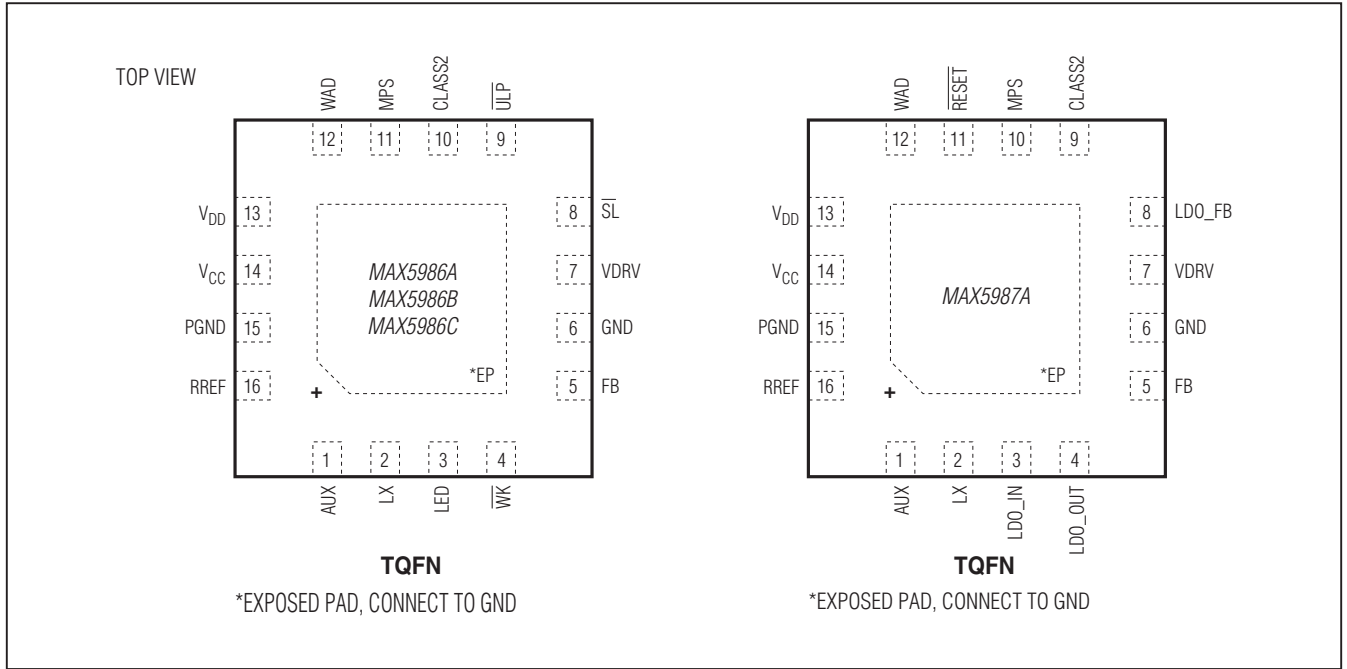 TOP VIEW
WAD MPS CLASS2 U̅L̅P̅
12 11 10 9
V_DD 13
V_CC 14
PGND 15
RREF 16
8 S̅L̅
7 VDRV
6 GND
5 FB
MAX5986A
MAX5986B
MAX5986C
*EP
+
1 2 3 4
AUX LX LED W̅K̅
TQFN
*EXPOSED PAD, CONNECT TO GND
WAD R̅E̅S̅E̅T̅ MPS CLASS2
12 11 10 9
V_DD 13
V_CC 14
PGND 15
RREF 16
8 LDO_FB
7 VDRV
6 GND
5 FB
MAX5987A
*EP
+
1 2 3 4
AUX LX LDO_IN LDO_OUT
TQFN
*EXPOSED PAD, CONNECT TO GND